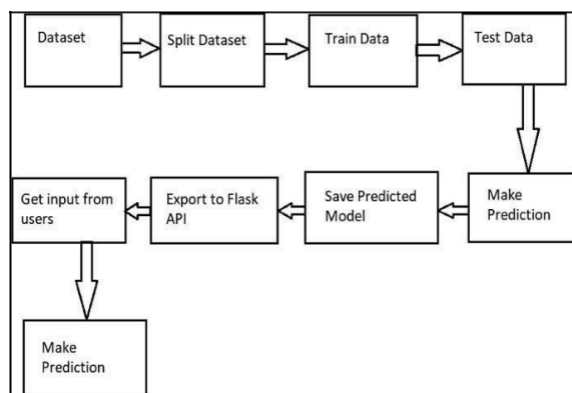 Dataset
Split Dataset
Train Data
Test Data
Make
Prediction
Save Predicted
Model
Export to Flask
API
Get input from
users
Make
Prediction